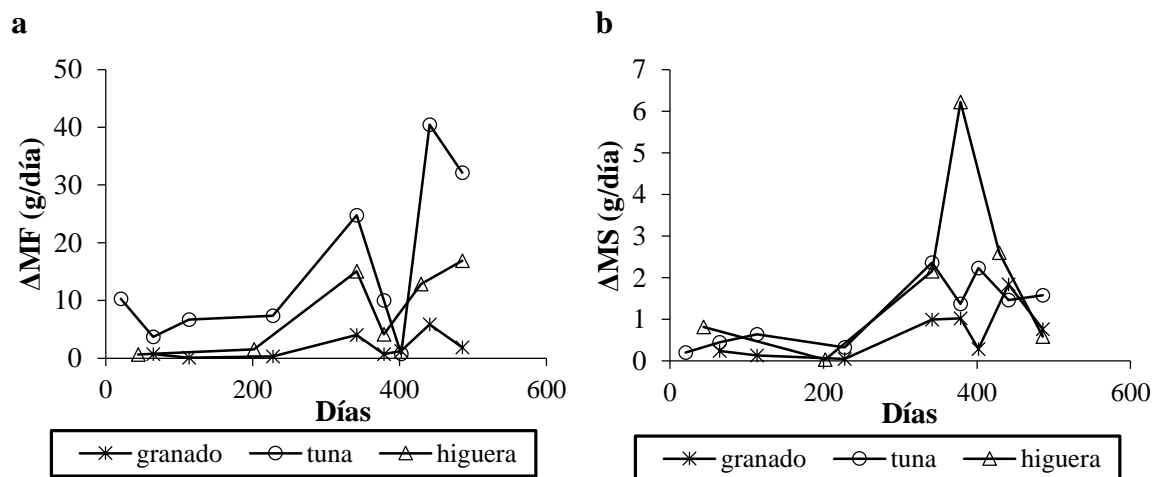 a
50
40
30
20
10
0
ΔMF (g/día)
0 200 400 600
Días
granado tuna higuera
b
7
6
5
4
3
2
1
0
ΔMS (g/día)
0 200 400 600
Días
granado tuna higuera